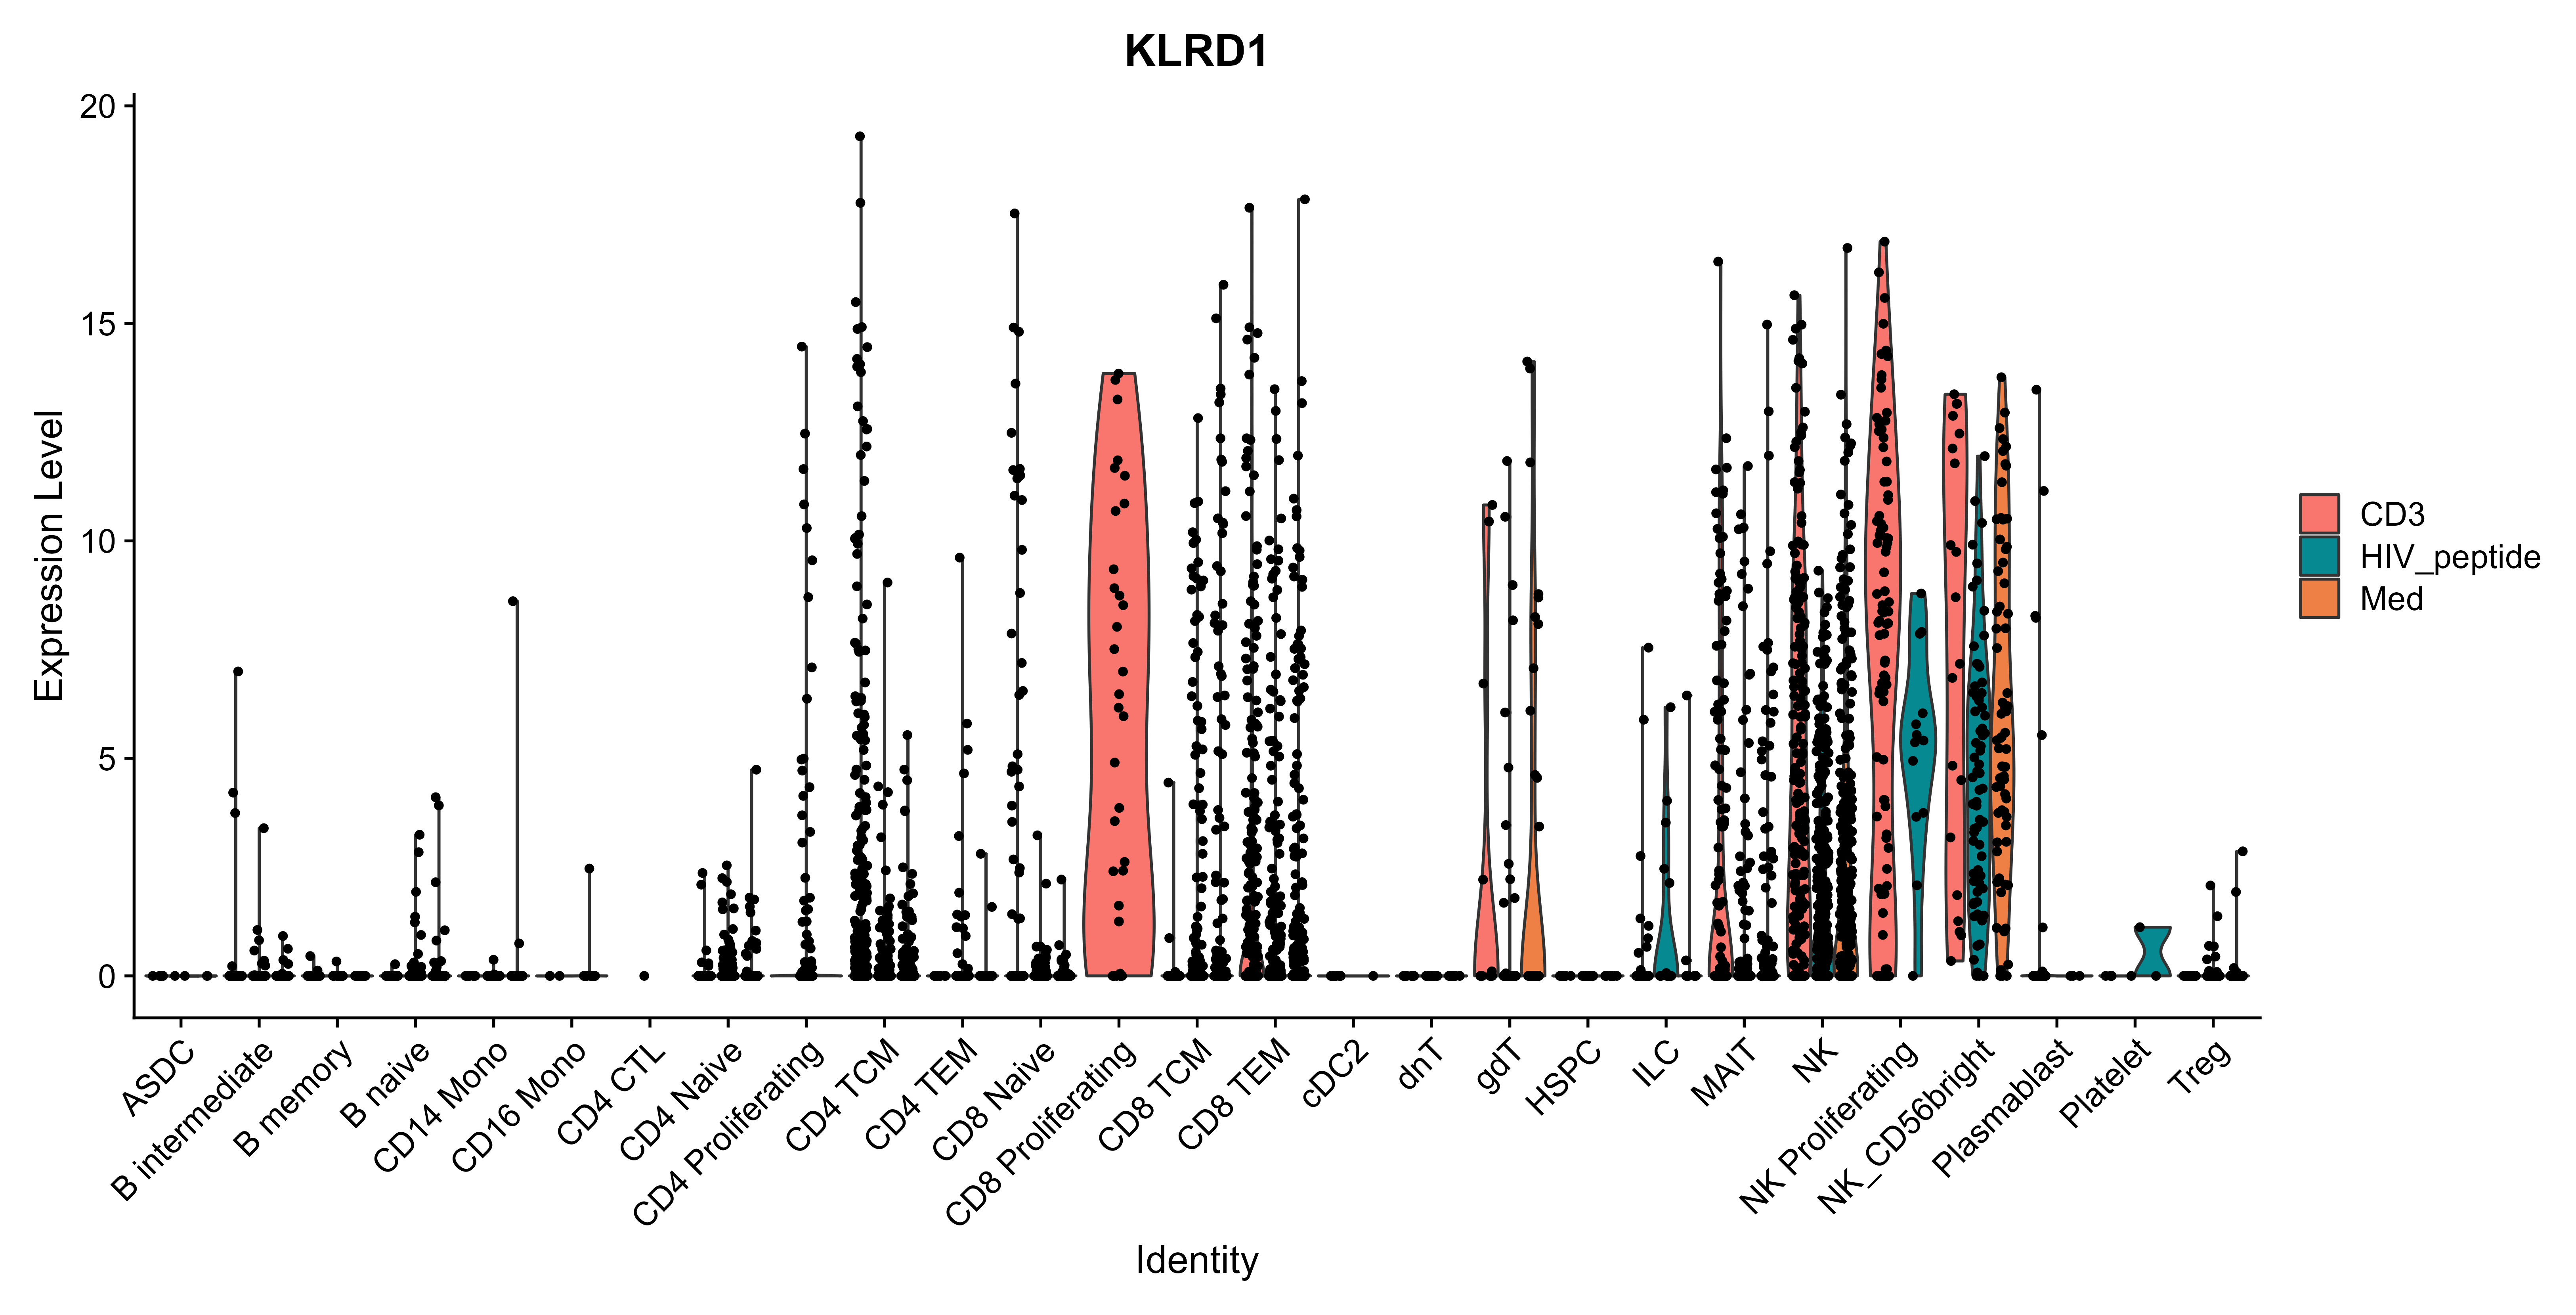 KLRD1
20
15
10
5
0
Expression Level
ASDC
B intermediate
B memory
B naive
CD14 Mono
CD16 Mono
CD4 CTL
CD4 Naive
CD4 Proliferating
CD4 TCM
CD4 TEM
CD8 Naive
CD8 Proliferating
CD8 TCM
CD8 TEM
cDC2
dnT
gdT
HSPC
ILC
MAIT
NK
NK Proliferating
NK_CD56bright
Plasmablast
Platelet
Treg
Identity
CD3
HIV_peptide
Med